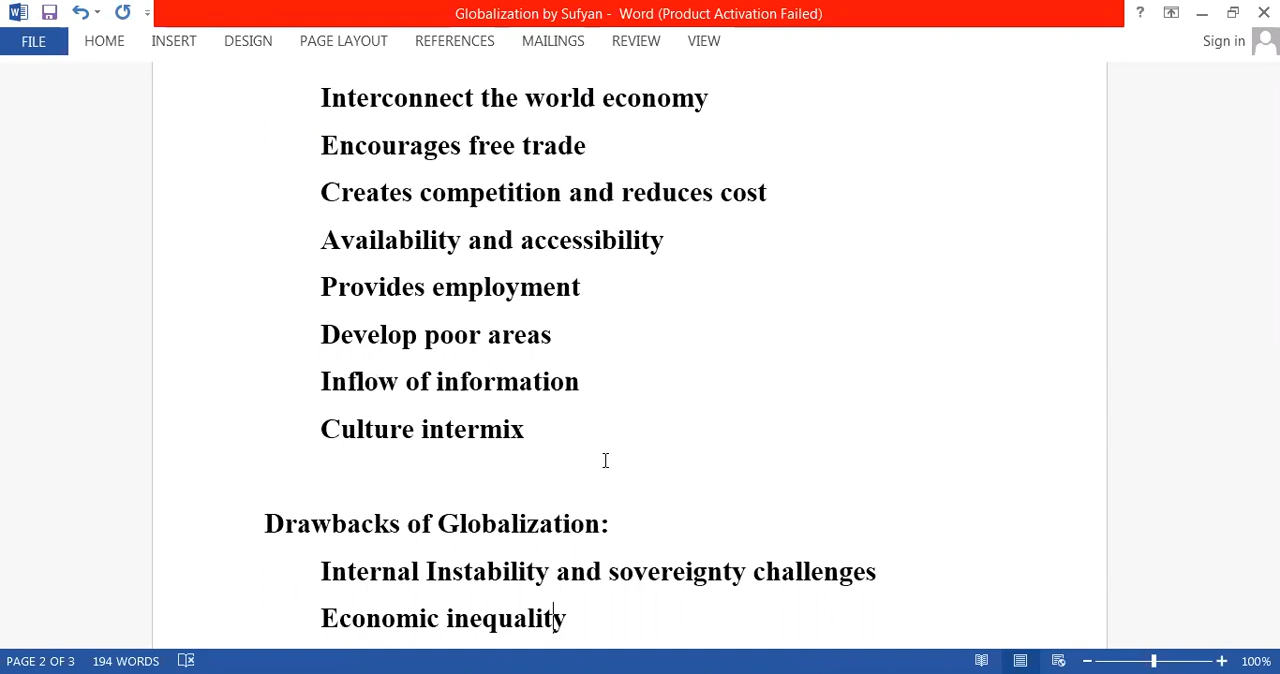 Globalization by Sufyan - Word (Product Activation Failed)
?
FILE HOME INSERT DESIGN PAGE LAYOUT REFERENCES MAILINGS REVIEW VIEW Sign in
Interconnect the world economy
Encourages free trade
Creates competition and reduces cost
Availability and accessibility
Provides employment
Develop poor areas
Inflow of information
Culture intermix
Drawbacks of Globalization:
Internal Instability and sovereignty challenges
Economic inequality
PAGE 2 OF 3 194 WORDS 100%